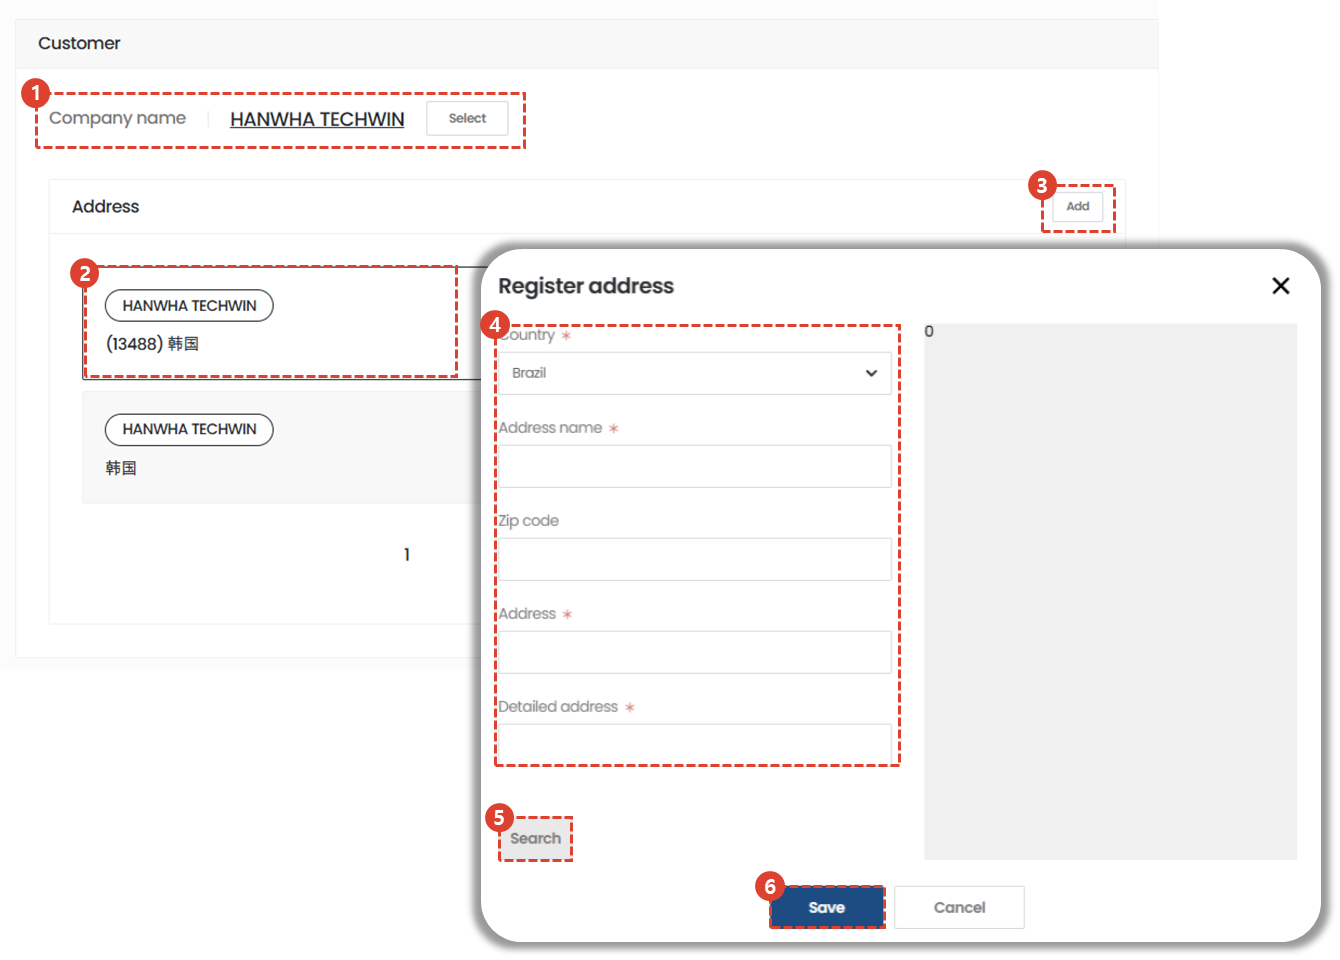 Customer
1
Company name HANWHA TECHWIN Select
3
Address Add
2
HANWHA TECHWIN
(13488) 韩国
HANWHA TECHWIN
韩国
1
Register address
4
Country *
0
Brazil
Address name *
Zip code
Address *
Detailed address *
5
Search
6
Save Cancel